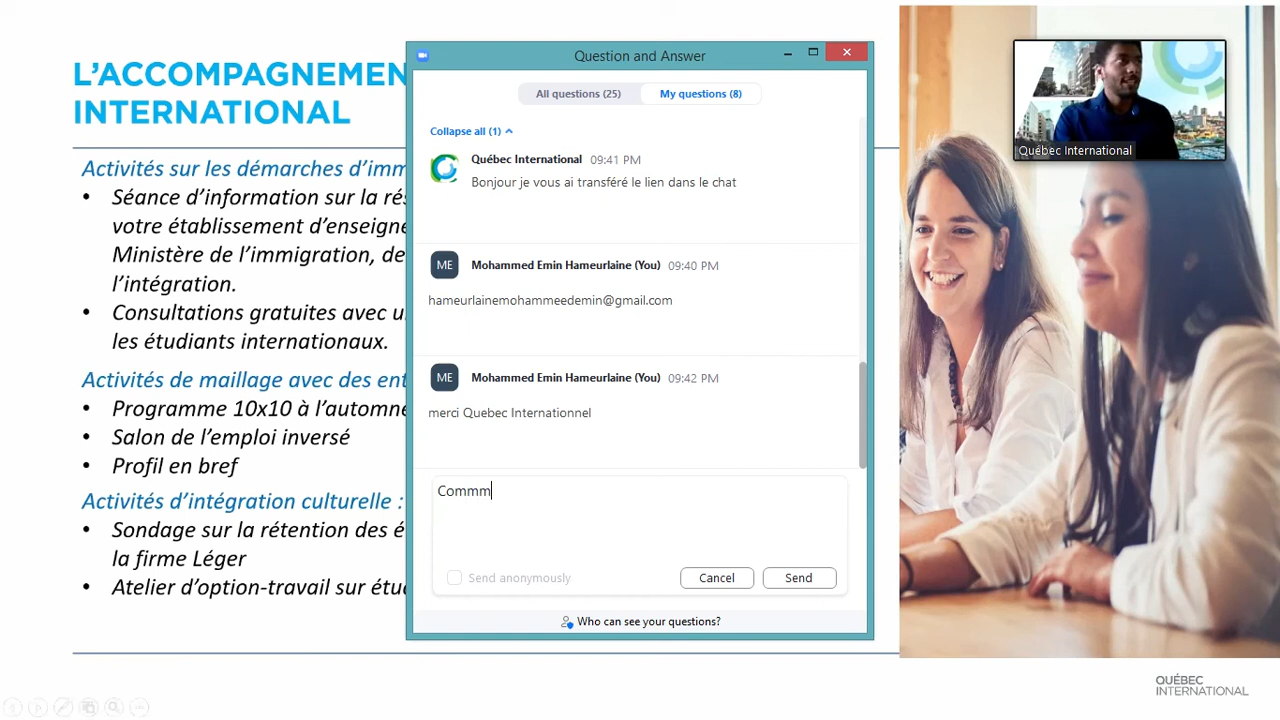 L'ACCOMPAGNEMEN
INTERNATIONAL
Activités sur les démarches d'imm
• Séance d'information sur la rés
votre établissement d'enseigne
Ministère de l'immigration, de
l'intégration.
• Consultations gratuites avec u
les étudiants internationaux.
Activités de maillage avec des ent
• Programme 10x10 à l'automne
• Salon de l'emploi inversé
• Profil en bref
Activités d'intégration culturelle :
• Sondage sur la rétention des é
la firme Léger
• Atelier d'option-travail sur étu
Question and Answer
All questions (25)
My questions (8)
Collapse all (1)
Québec International 09:41 PM
Bonjour je vous ai transféré le lien dans le chat
ME
Mohammed Emin Hameurlaine (You) 09:40 PM
hameurlainemohammeedemin@gmail.com
ME
Mohammed Emin Hameurlaine (You) 09:42 PM
merci Quebec Internationnel
Commm
Send anonymously
Cancel
Send
Who can see your questions?
Québec International
QUÉBEC
INTERNATIONAL